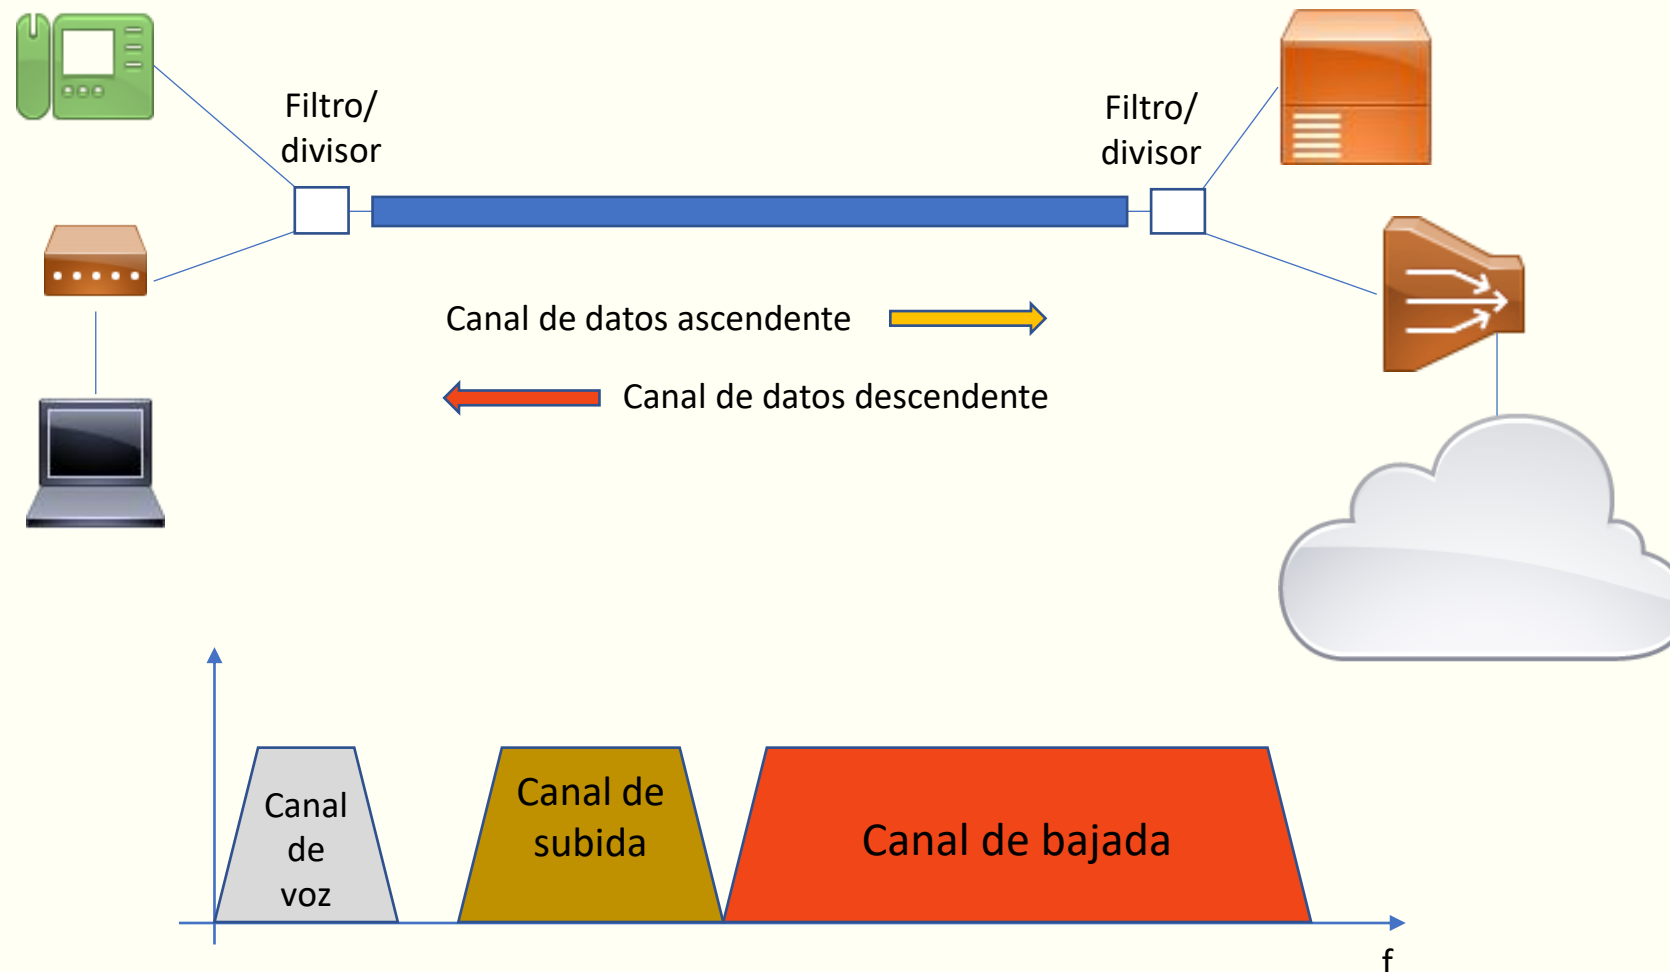 Filtro/
divisor
Filtro/
divisor
Canal de datos ascendente
Canal de datos descendente
Canal
de
voz
Canal de
subida
Canal de bajada
f